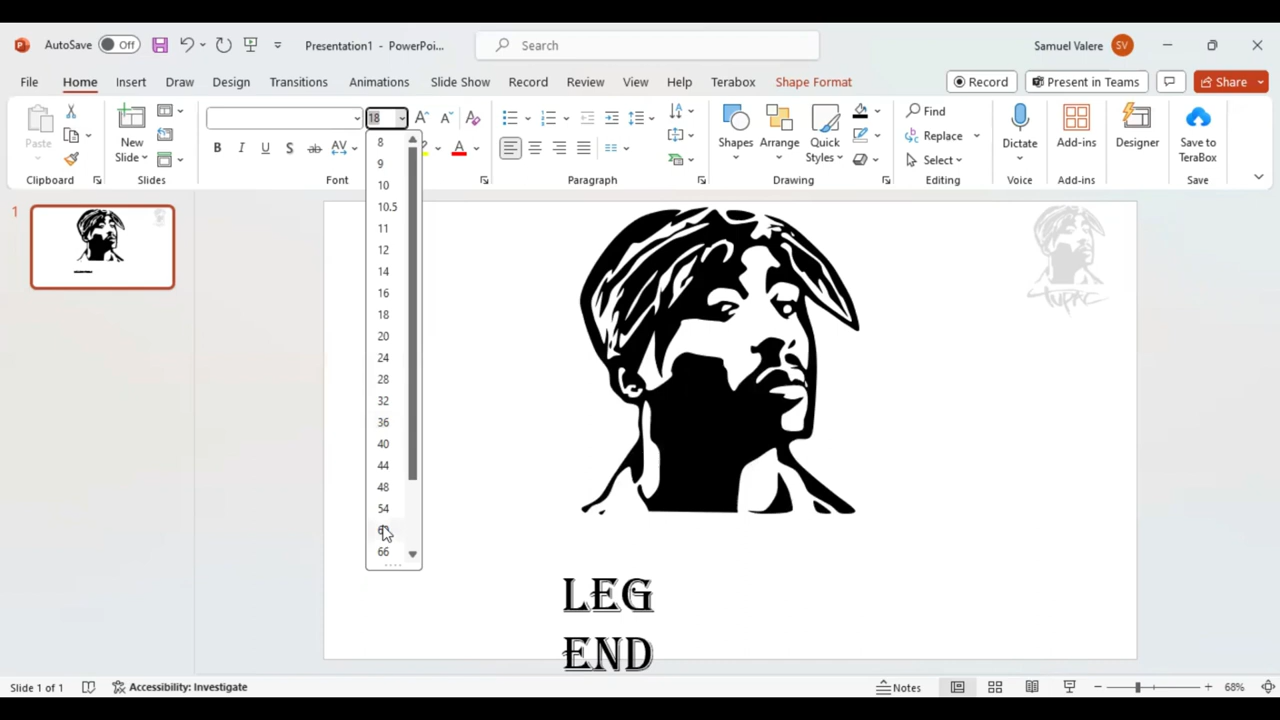 AutoSave Off
Presentation1 - PowerPoi...
Search
Samuel Valere SV
File Home Insert Draw Design Transitions Animations Slide Show Record Review View Help Terabox Shape Format
Record Present in Teams Share
Paste
New
Slide
18
B I U S ab AV A
A A A
Shapes Arrange Quick
Styles
Find
Replace
Select
Dictate Add-ins Designer Save to
TeraBox
Clipboard Slides Font Paragraph Drawing Editing Voice Add-ins Save
8
9
10
10.5
11
12
14
16
18
20
24
28
32
36
40
44
48
54
66
1
tupac
LEG
END
Slide 1 of 1 Accessibility: Investigate Notes 68%